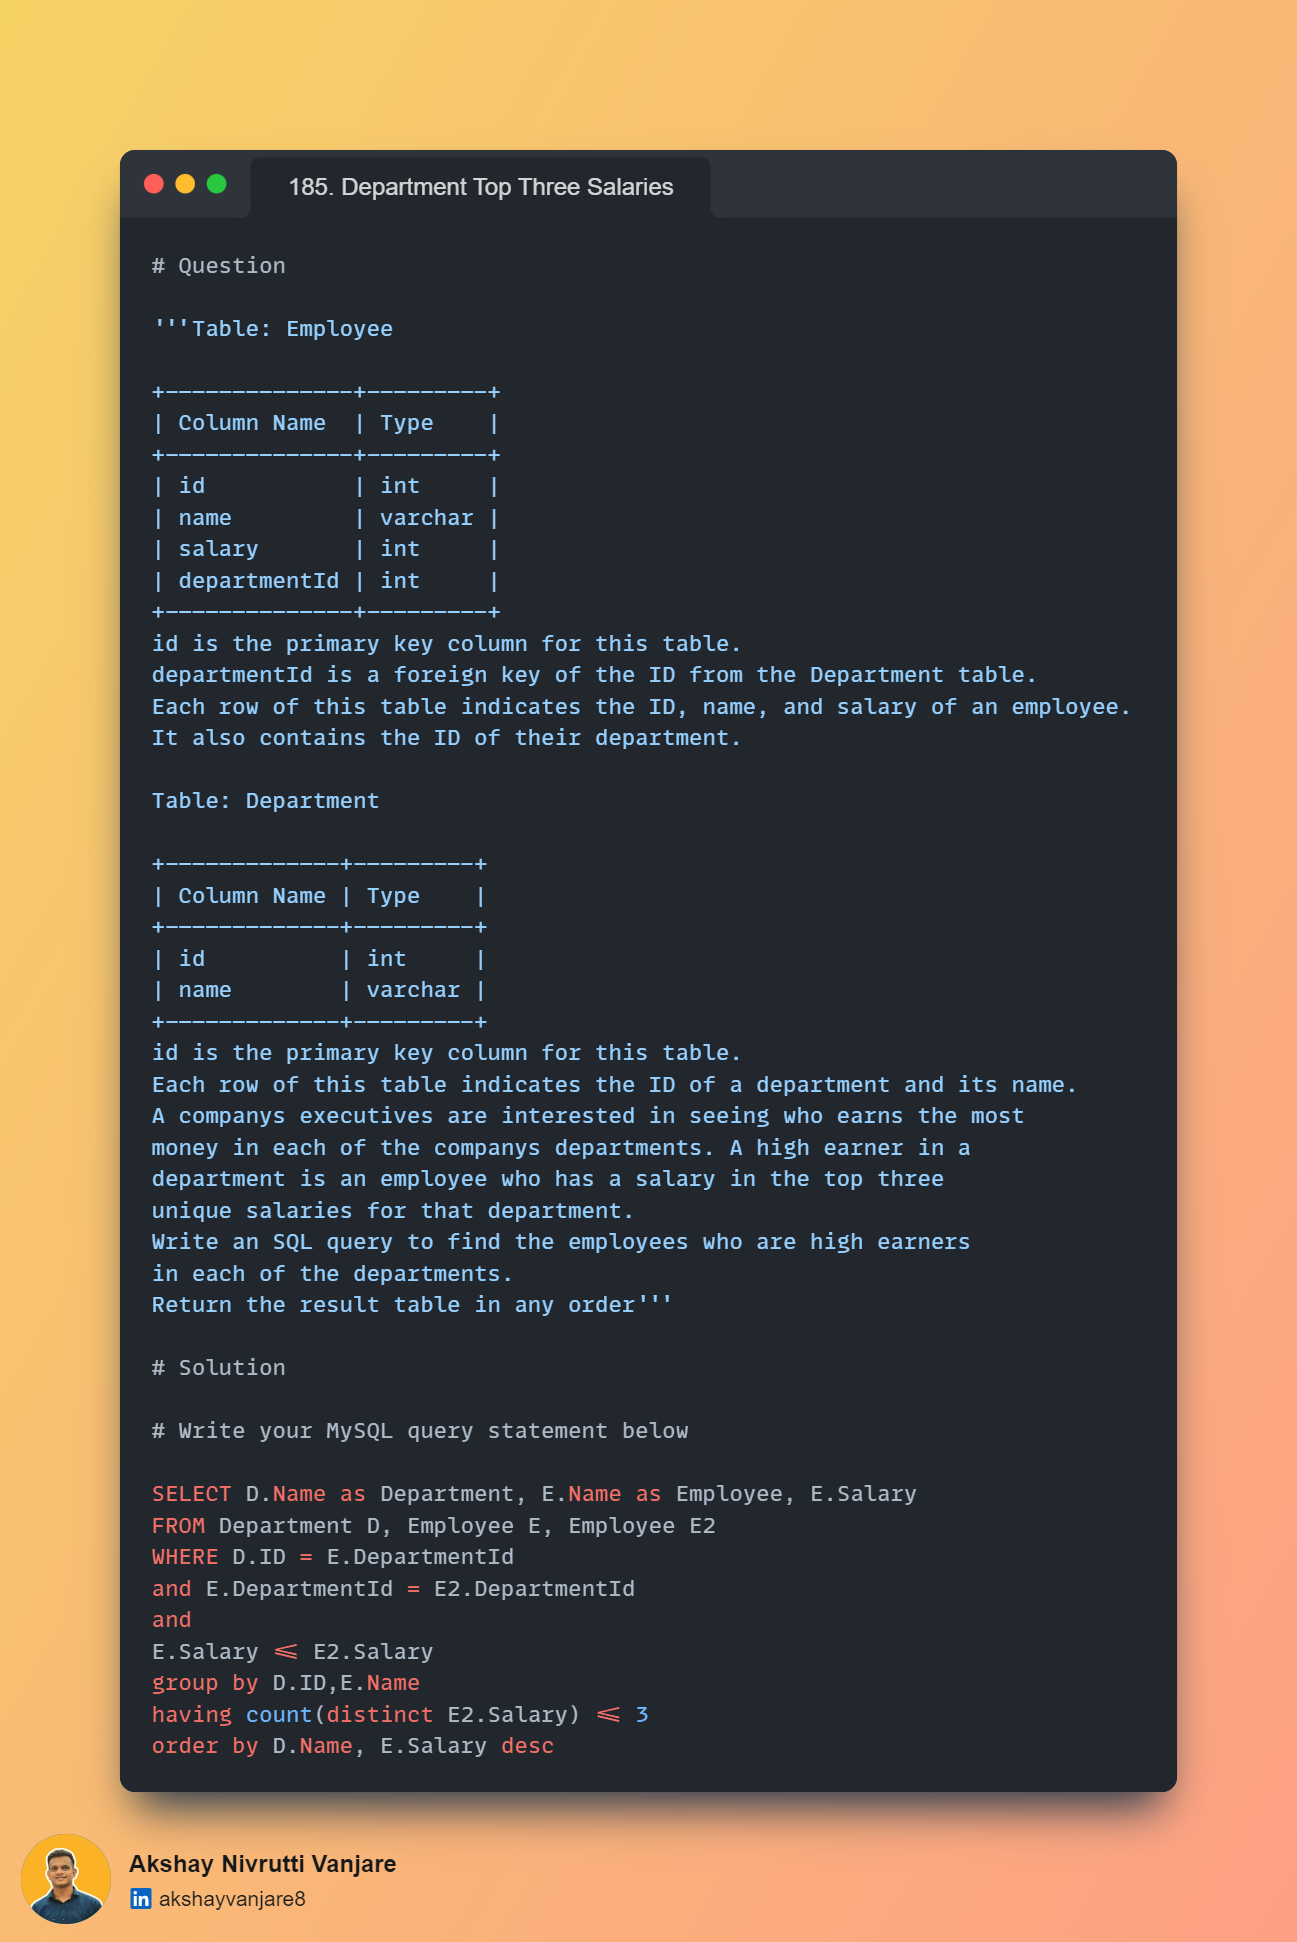 185. Department Top Three Salaries
# Question
'''Table: Employee
+--------------+---------+
| Column Name  | Type    |
+--------------+---------+
| id           | int     |
| name         | varchar |
| salary       | int     |
| departmentId | int     |
+--------------+---------+
id is the primary key column for this table.
departmentId is a foreign key of the ID from the Department table.
Each row of this table indicates the ID, name, and salary of an employee.
It also contains the ID of their department.
Table: Department
+-------------+---------+
| Column Name | Type    |
+-------------+---------+
| id          | int     |
| name        | varchar |
+-------------+---------+
id is the primary key column for this table.
Each row of this table indicates the ID of a department and its name.
A companys executives are interested in seeing who earns the most
money in each of the companys departments. A high earner in a
department is an employee who has a salary in the top three
unique salaries for that department.
Write an SQL query to find the employees who are high earners
in each of the departments.
Return the result table in any order'''
# Solution
# Write your MySQL query statement below
SELECT D.Name as Department, E.Name as Employee, E.Salary
FROM Department D, Employee E, Employee E2
WHERE D.ID = E.DepartmentId
and E.DepartmentId = E2.DepartmentId
and
E.Salary <= E2.Salary
group by D.ID,E.Name
having count(distinct E2.Salary) <= 3
order by D.Name, E.Salary desc
Akshay Nivrutti Vanjare
in akshayvanjare8